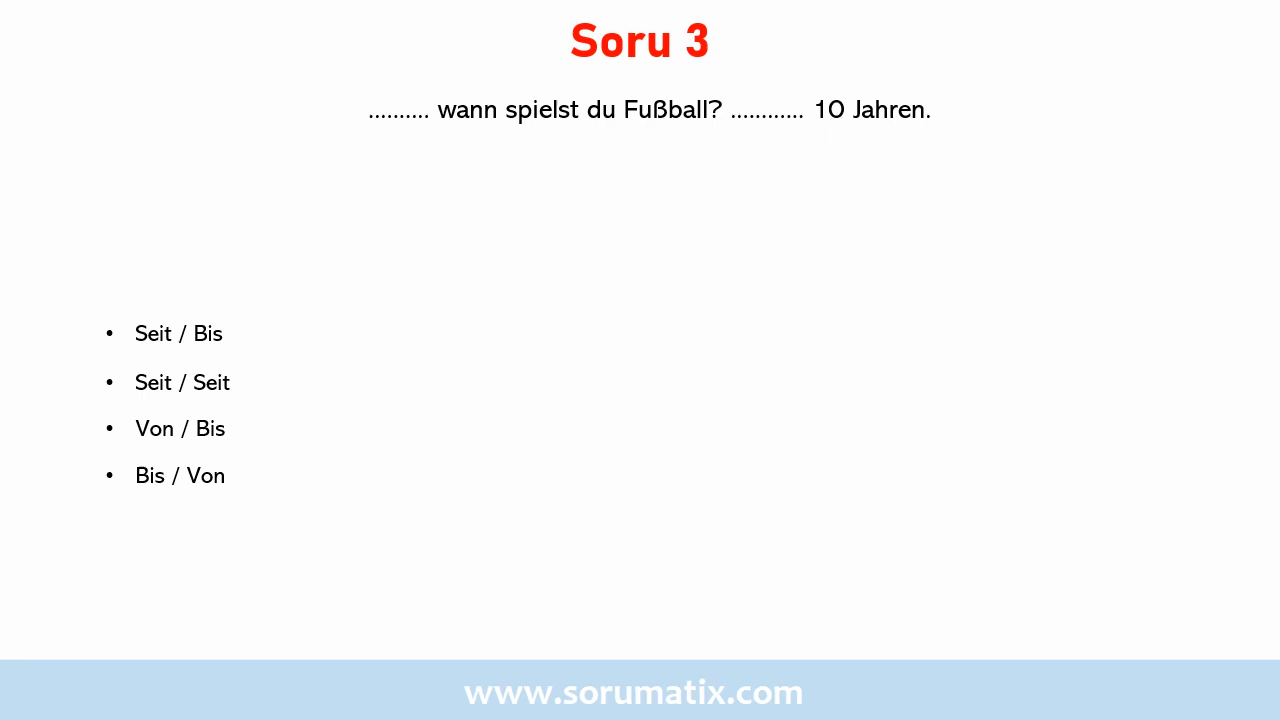 Soru 3
.......... wann spielst du Fußball? ............ 10 Jahren.
• Seit / Bis
• Seit / Seit
• Von / Bis
• Bis / Von
www.sorumatix.com